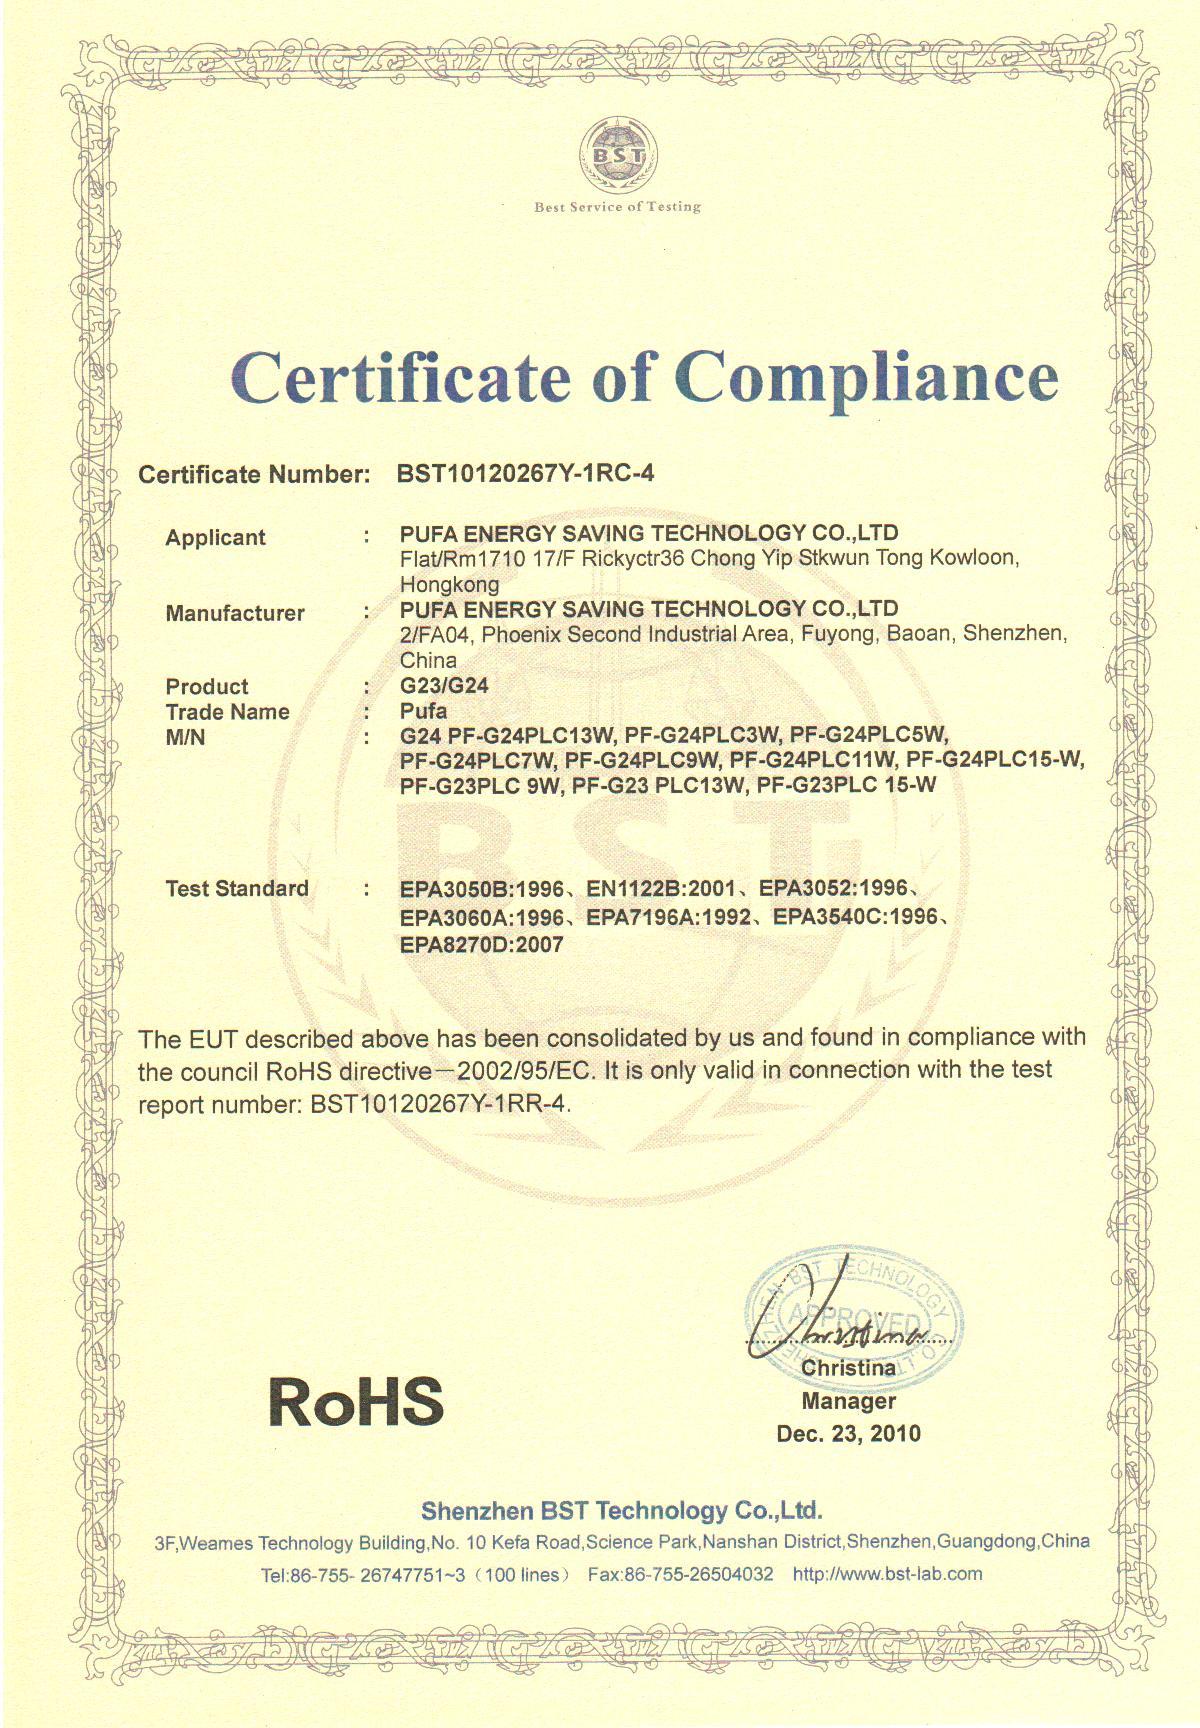 BST
Best Service of Testing
Certificate of Compliance
Certificate Number: BST10120267Y-1RC-4
Applicant : PUFA ENERGY SAVING TECHNOLOGY CO.,LTD
Flat/Rm1710 17/F Rickyctr36 Chong Yip Stkwun Tong Kowloon,
Hongkong
Manufacturer : PUFA ENERGY SAVING TECHNOLOGY CO.,LTD
2/FA04, Phoenix Second Industrial Area, Fuyong, Baoan, Shenzhen,
China
Product : G23/G24
Trade Name : Pufa
M/N : G24 PF-G24PLC13W, PF-G24PLC3W, PF-G24PLC5W,
PF-G24PLC7W, PF-G24PLC9W, PF-G24PLC11W, PF-G24PLC15-W,
PF-G23PLC 9W, PF-G23 PLC13W, PF-G23PLC 15-W
BST
Test Standard : EPA3050B:1996、EN1122B:2001、EPA3052:1996、
EPA3060A:1996、EPA7196A:1992、EPA3540C:1996、
EPA8270D:2007
The EUT described above has been consolidated by us and found in compliance with
the council RoHS directive—2002/95/EC. It is only valid in connection with the test
report number: BST10120267Y-1RR-4.
SHENZHEN BST TECHNOLOGY CO.,LTD
APPROVED
Christina
Christina
Manager
Dec. 23, 2010
RoHS
Shenzhen BST Technology Co.,Ltd.
3F,Weames Technology Building,No. 10 Kefa Road,Science Park,Nanshan District,Shenzhen,Guangdong,China
Tel:86-755- 26747751~3（100 lines） Fax:86-755-26504032 http://www.bst-lab.com